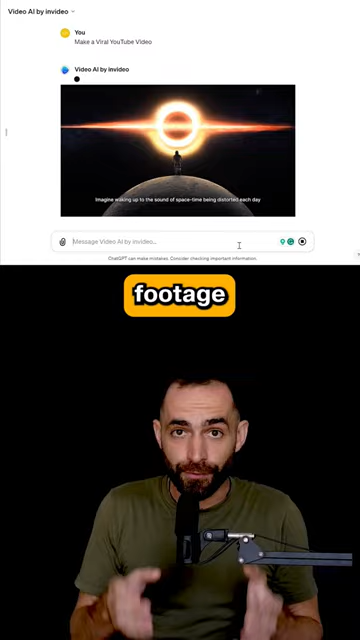 Video AI by invideo
You
Make a Viral YouTube Video
Video AI by invideo
Imagine waking up to the sound of space-time being distorted each day
Message Video AI by invideo...
ChatGPT can make mistakes. Consider checking important information.
footage